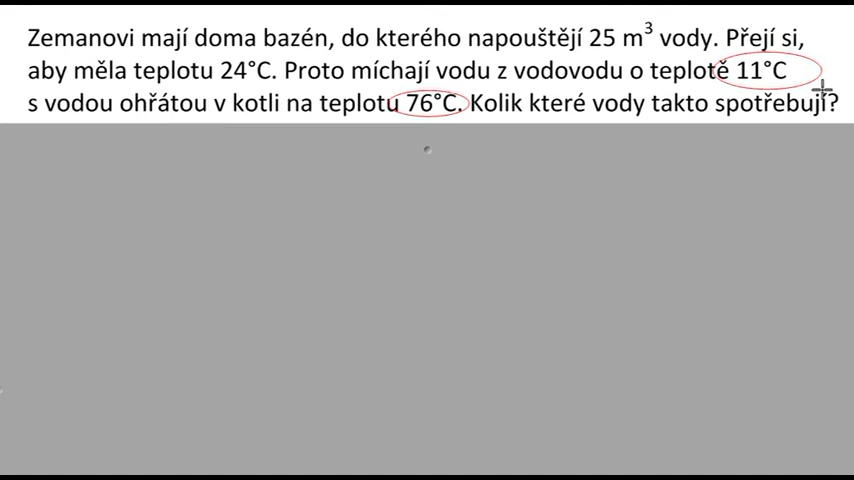 Zemanovi mají doma bazén, do kterého napouštějí 25 m³ vody. Přejí si,
aby měla teplotu 24°C. Proto míchají vodu z vodovodu o teplotě 11°C
s vodou ohřátou v kotli na teplotu 76°C. Kolik které vody takto spotřebují?